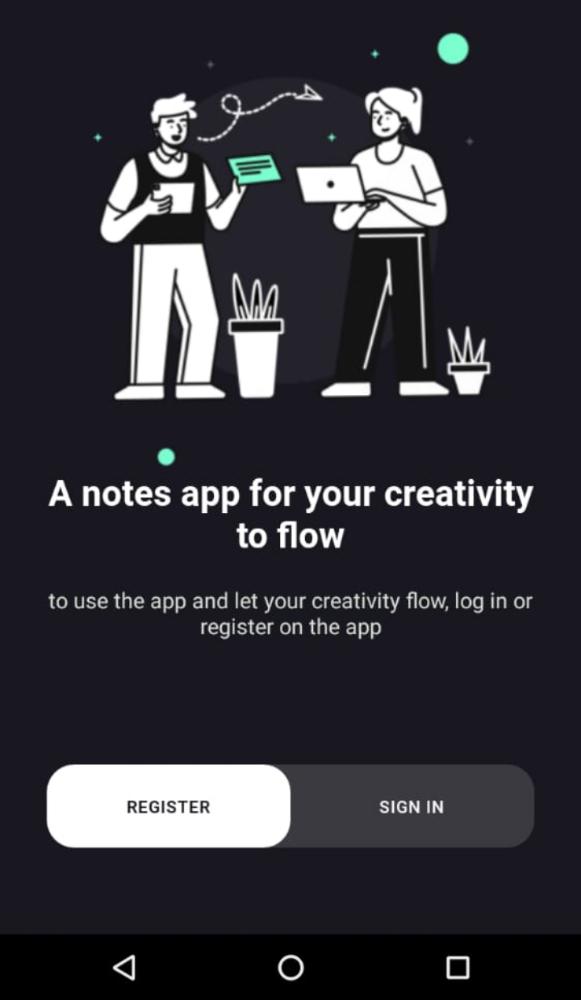 A notes app for your creativity
to flow
to use the app and let your creativity flow, log in or
register on the app
REGISTER
SIGN IN